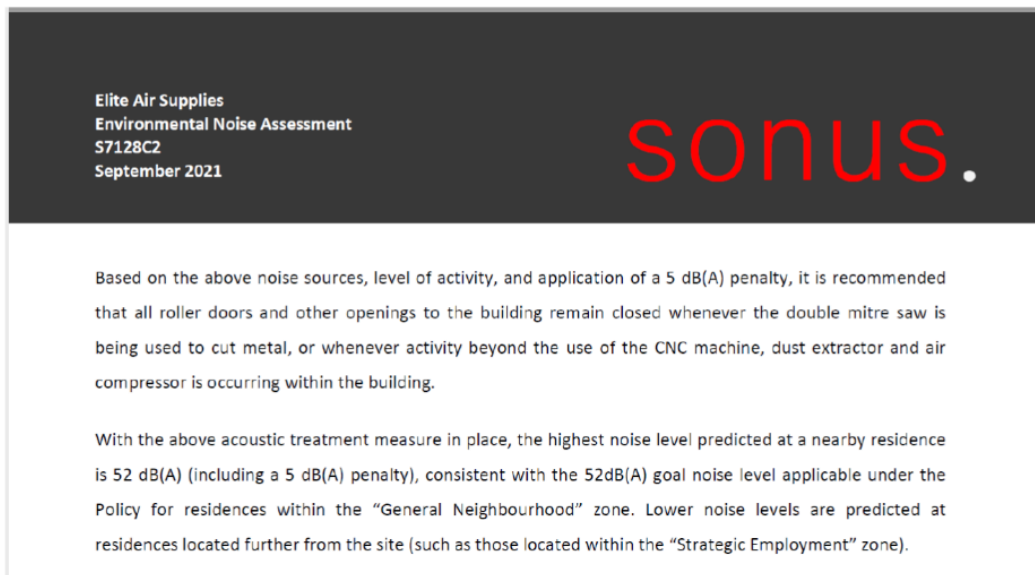 Elite Air Supplies
Environmental Noise Assessment
S7128C2
September 2021
sonus.
Based on the above noise sources, level of activity, and application of a 5 dB(A) penalty, it is recommended
that all roller doors and other openings to the building remain closed whenever the double mitre saw is
being used to cut metal, or whenever activity beyond the use of the CNC machine, dust extractor and air
compressor is occurring within the building.
With the above acoustic treatment measure in place, the highest noise level predicted at a nearby residence
is 52 dB(A) (including a 5 dB(A) penalty), consistent with the 52dB(A) goal noise level applicable under the
Policy for residences within the “General Neighbourhood” zone. Lower noise levels are predicted at
residences located further from the site (such as those located within the “Strategic Employment” zone).